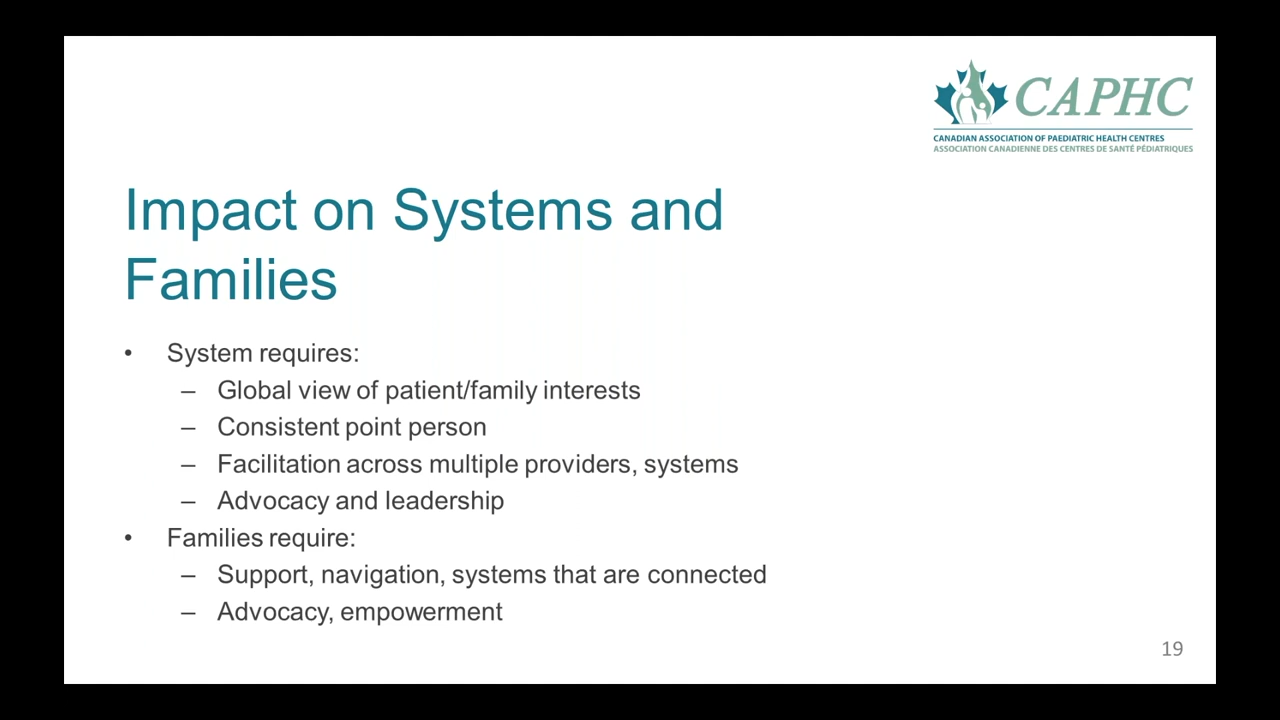 CAPHC
CANADIAN ASSOCIATION OF PAEDIATRIC HEALTH CENTRES
ASSOCIATION CANADIENNE DES CENTRES DE SANTÉ PÉDIATRIQUES
Impact on Systems and
Families
• System requires:
– Global view of patient/family interests
– Consistent point person
– Facilitation across multiple providers, systems
– Advocacy and leadership
• Families require:
– Support, navigation, systems that are connected
– Advocacy, empowerment
19